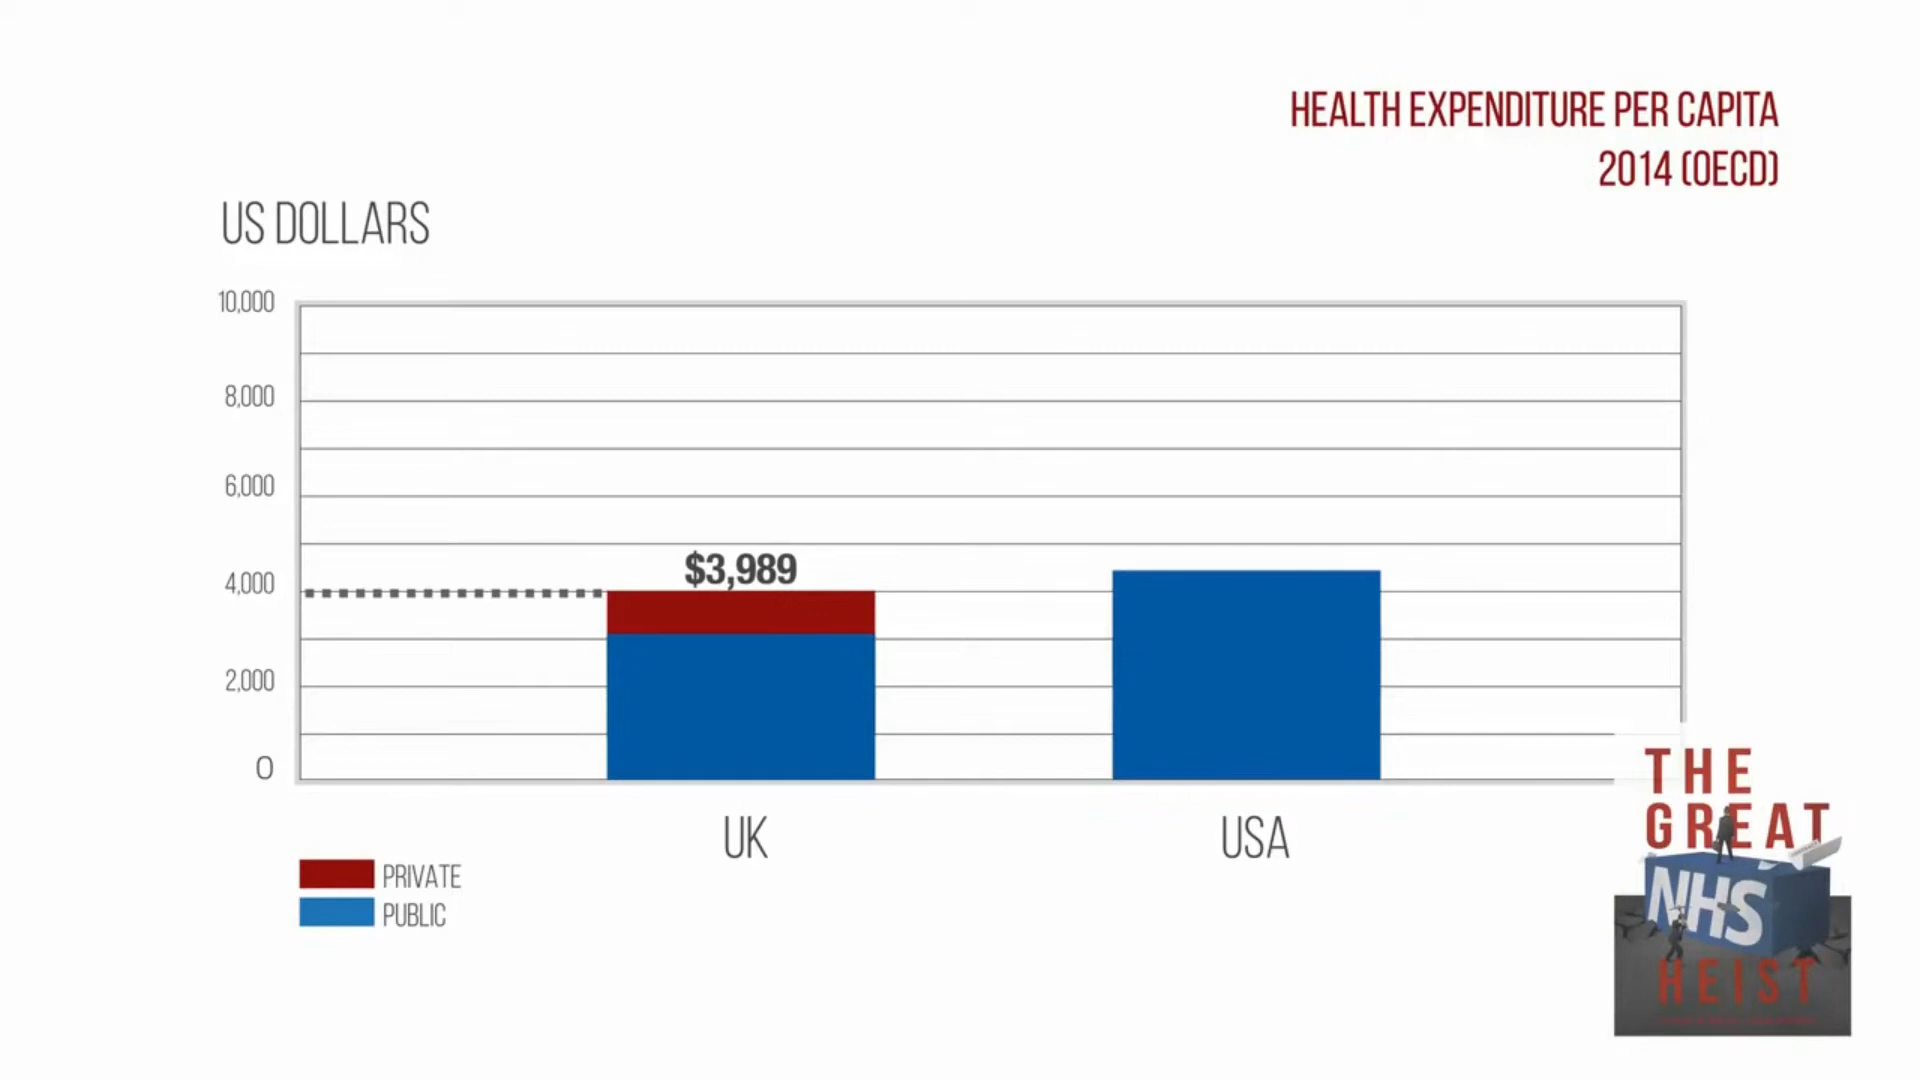 HEALTH EXPENDITURE PER CAPITA
2014 (OECD)
US DOLLARS
10,000
8,000
6,000
4,000
2,000
0
$3,989
UK
USA
PRIVATE
PUBLIC
THE
GREAT
NHS
HEIST